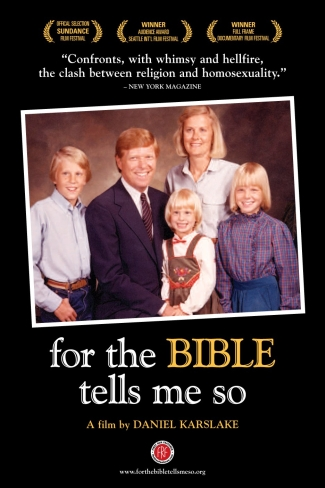 OFFICIAL SELECTION
SUNDANCE
FILM FESTIVAL
WINNER
AUDIENCE AWARD
SEATTLE INT'L FILM FESTIVAL
WINNER
FULL FRAME
DOCUMENTARY FILM FESTIVAL
“Confronts, with whimsy and hellfire,
the clash between religion and homosexuality.”
– NEW YORK MAGAZINE
for the BIBLE
tells me so
A film by DANIEL KARSLAKE
FRF
www.forthebibletellsmeso.org